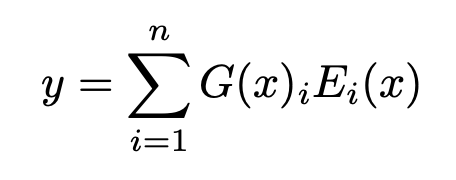 y = \sum_{i=1}^{n} G(x)_i E_i(x)